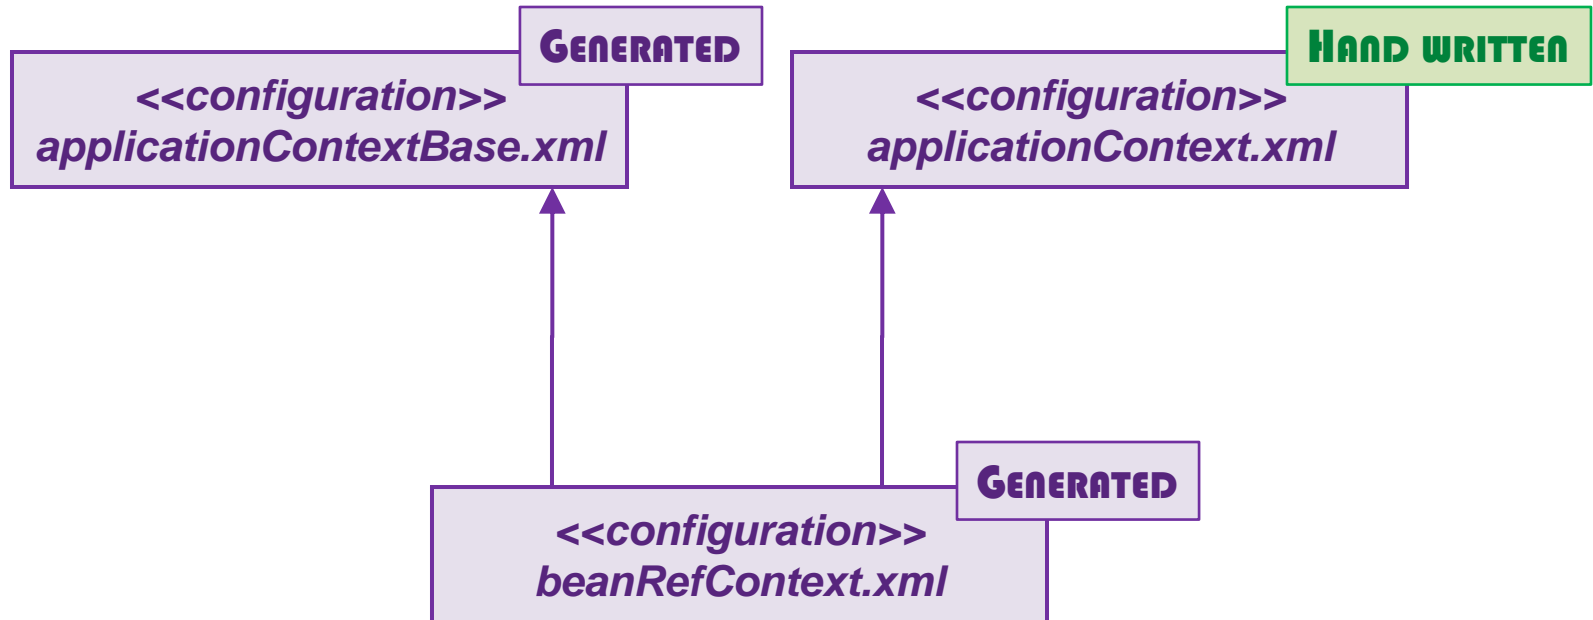 GENERATED
<<configuration>>
applicationContextBase.xml
HAND WRITTEN
<<configuration>>
applicationContext.xml
GENERATED
<<configuration>>
beanRefContext.xml